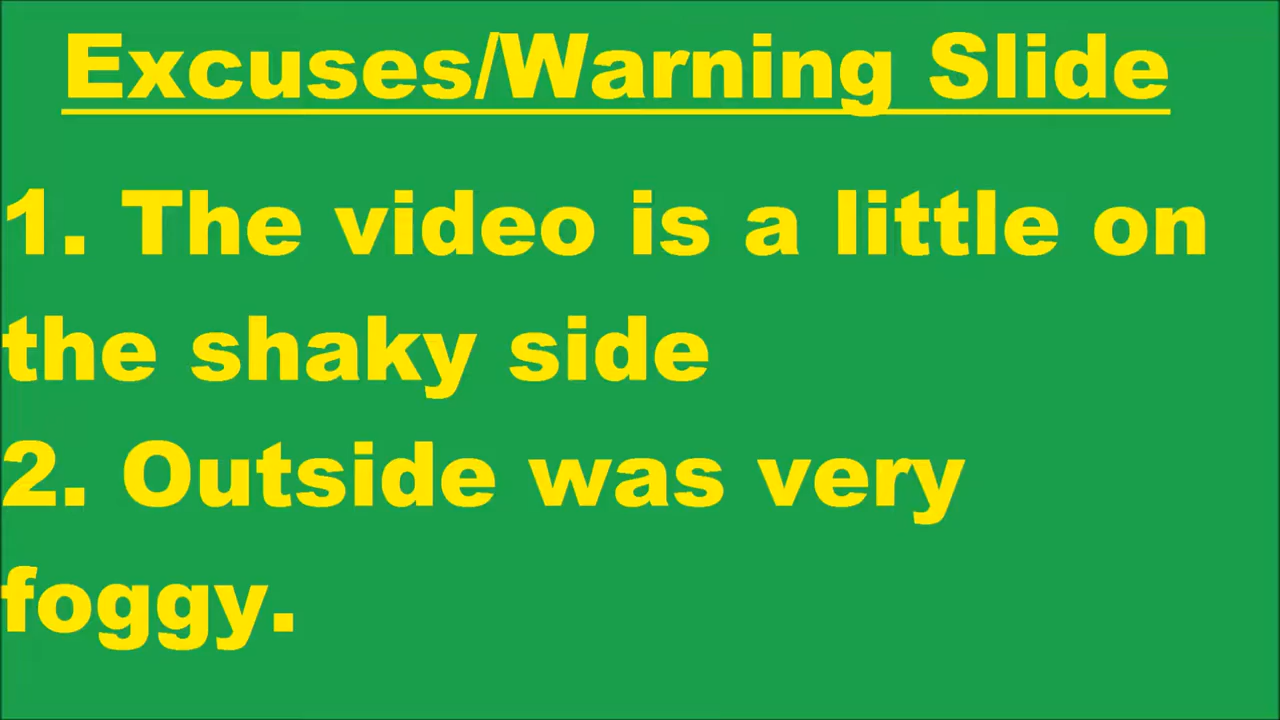 Excuses/Warning Slide
1. The video is a little on
the shaky side
2. Outside was very
foggy.